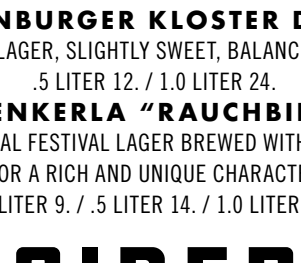 NBURGER KLOSTER D
LAGER, SLIGHTLY SWEET, BALANC
.5 LITER 12. / 1.0 LITER 24.
ENKERLA “RAUCHBI
AL FESTIVAL LAGER BREWED WITH
OR A RICH AND UNIQUE CHARACT
LITER 9. / .5 LITER 14. / 1.0 LITER